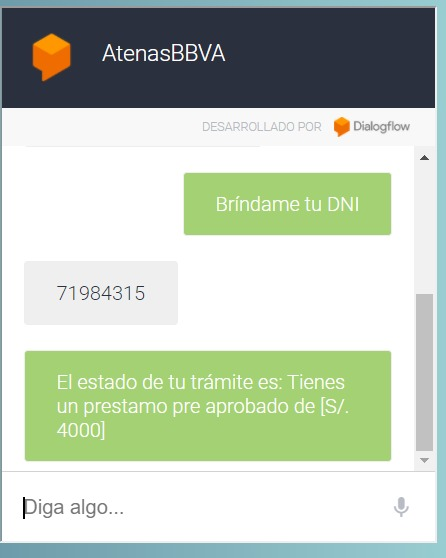 AtenasBBVA
DESARROLLADO POR Dialogflow
Bríndame tu DNI
71984315
El estado de tu trámite es: Tienes
un prestamo pre aprobado de [S/.
4000]
Diga algo...